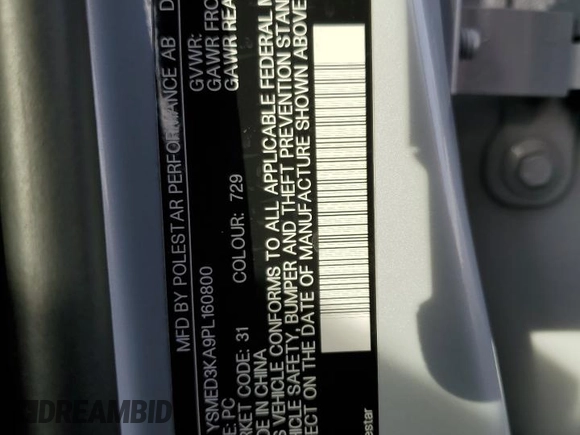 MFD BY POLESTAR PERFORMANCE AB D
GVWR:
GAWR FRO
GAWR REA
YSMED3KA9PL160800
E: PC
RKET CODE: 31 COLOUR: 729
DE IN CHINA
S VEHICLE CONFORMS TO ALL APPLICABLE FEDERAL M
HICLE SAFETY, BUMPER AND THEFT PREVENTION STAN
ECT ON THE DATE OF MANUFACTURE SHOWN ABOVE
estar
DREAMBID